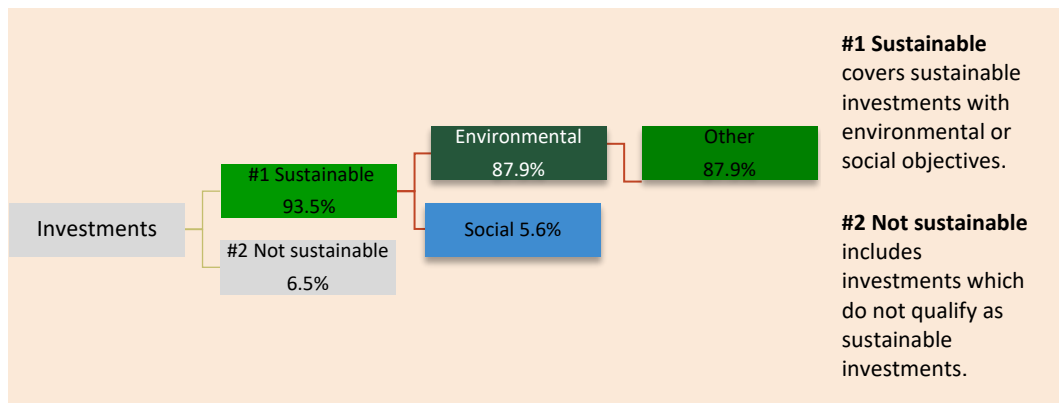 Investments
#1 Sustainable
93.5%
#2 Not sustainable
6.5%
Environmental
87.9%
Social 5.6%
Other
87.9%
#1 Sustainable
covers sustainable
investments with
environmental or
social objectives.
#2 Not sustainable
includes
investments which
do not qualify as
sustainable
investments.